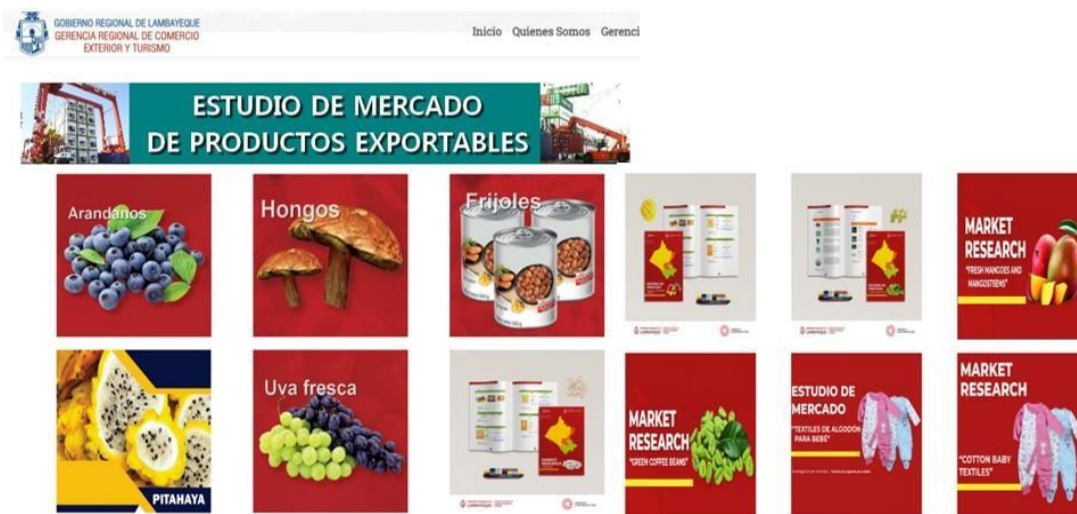 GOBIERNO REGIONAL DE LAMBAYEQUE
GERENCIA REGIONAL DE COMERCIO
EXTERIOR Y TURISMO
Inicio Quienes Somos Gerenci
ESTUDIO DE MERCADO
DE PRODUCTOS EXPORTABLES
Arandanos
Hongos
Frijoles
MARKET
RESEARCH
"FRESH MANGOES AND
MANGOSTEENS"
PITAHAYA
Uva fresca
MARKET
RESEARCH
"GREEN COFFEE BEANS"
ESTUDIO DE
MERCADO
"TEXTILES DE ALGODÓN
PARA BEBÉ"
MARKET
RESEARCH
"COTTON BABY
TEXTILES"